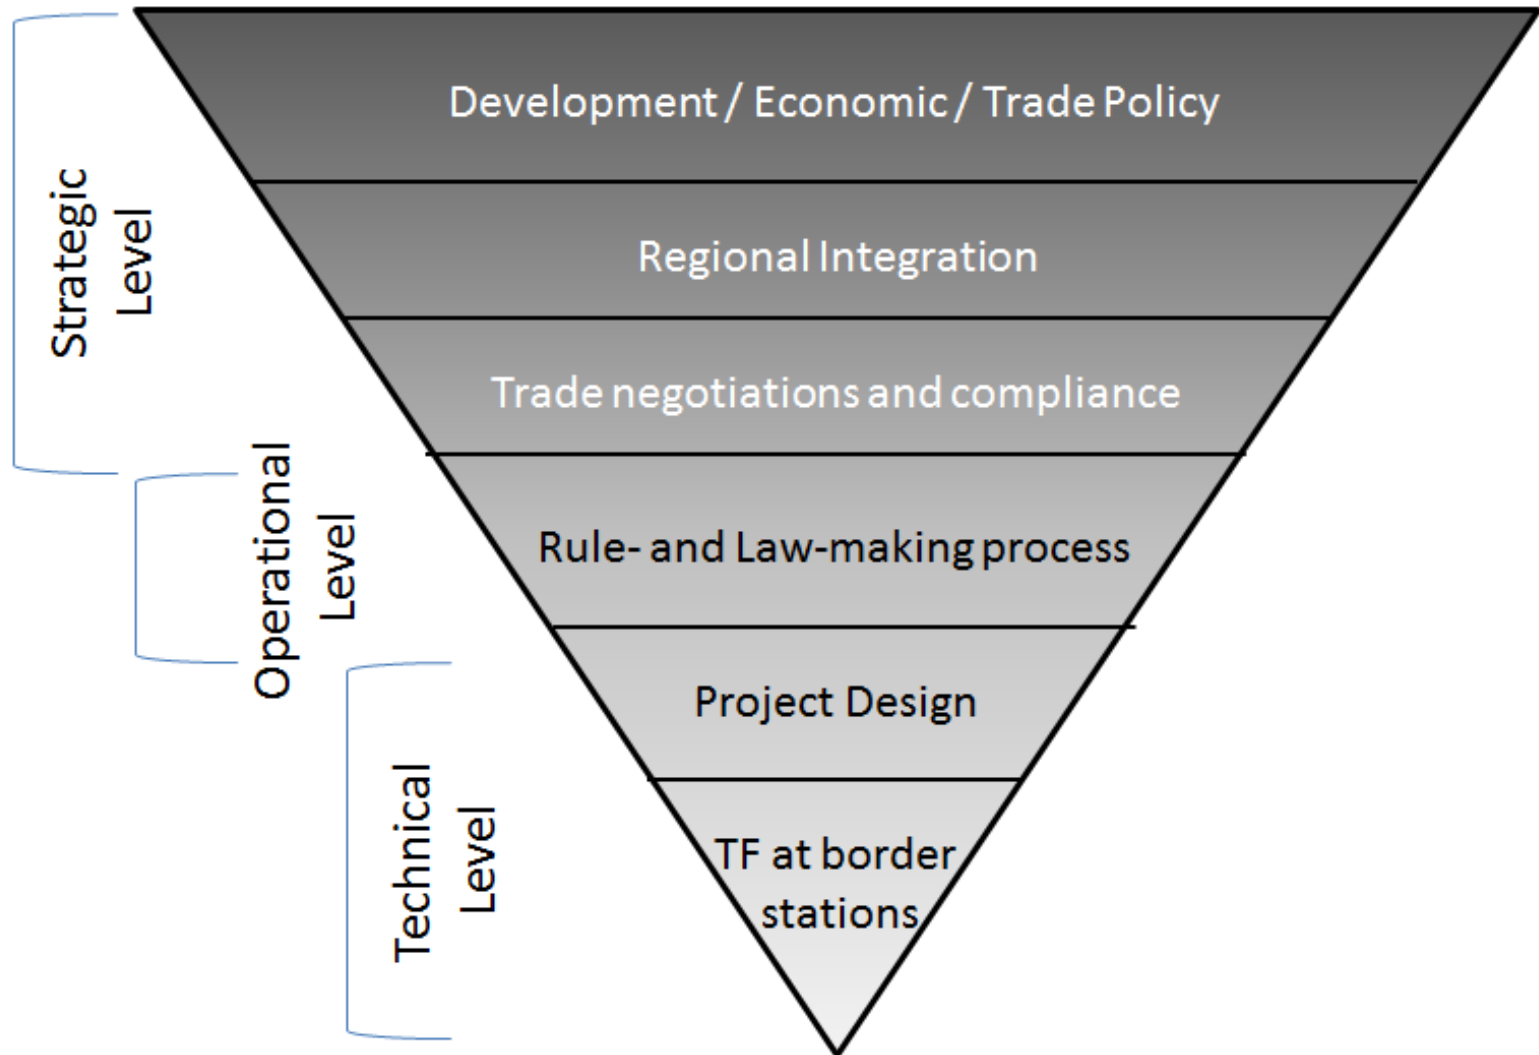 Development / Economic / Trade Policy
Regional Integration
Trade negotiations and compliance
Rule- and Law-making process
Project Design
TF at border
stations
Strategic
Level
Operational
Level
Technical
Level